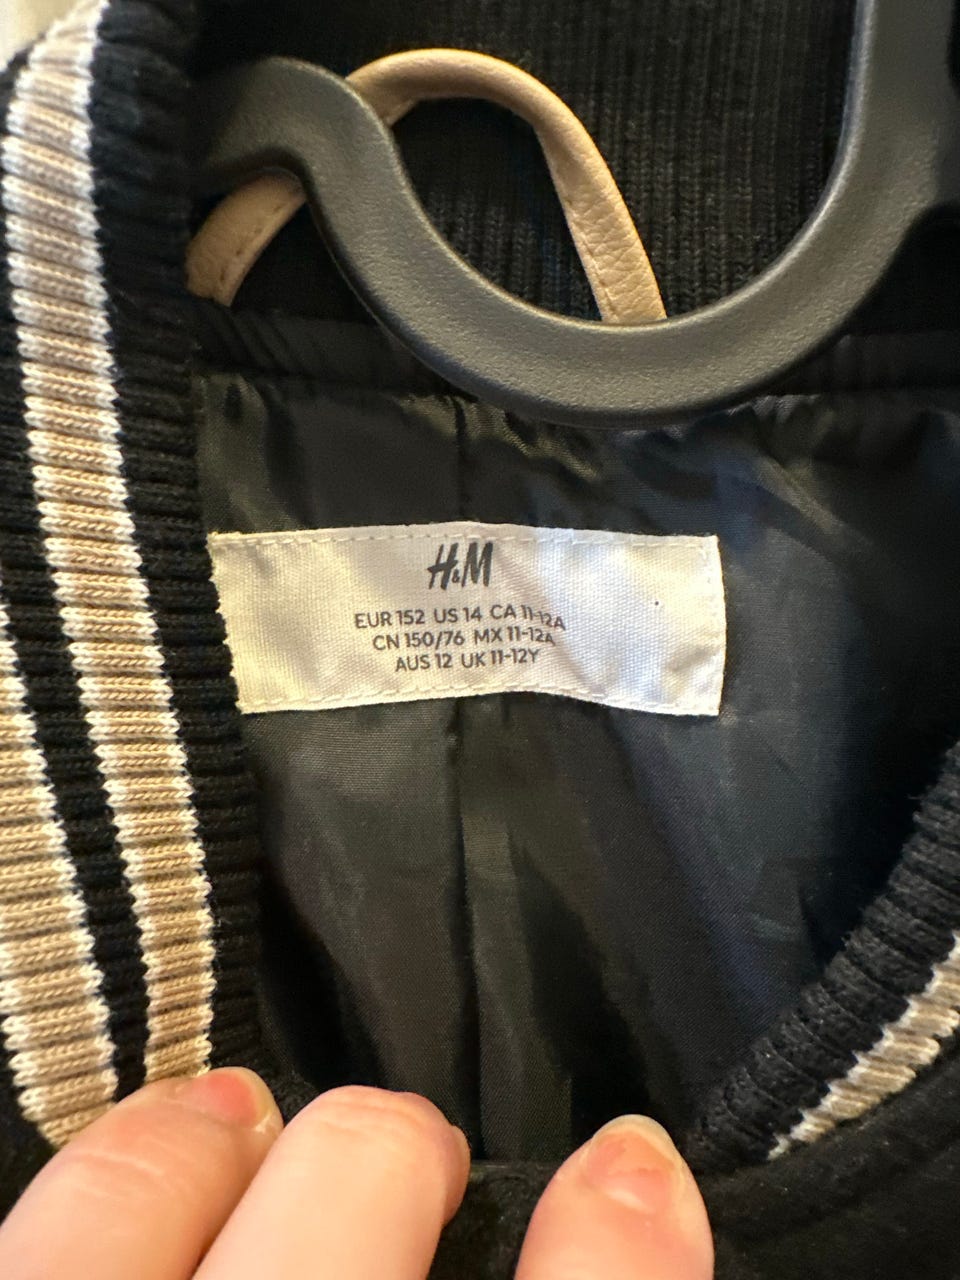 H&M
EUR 152 US 14 CA 11-12A
CN 150/76 MX 11-12A
AUS 12 UK 11-12Y